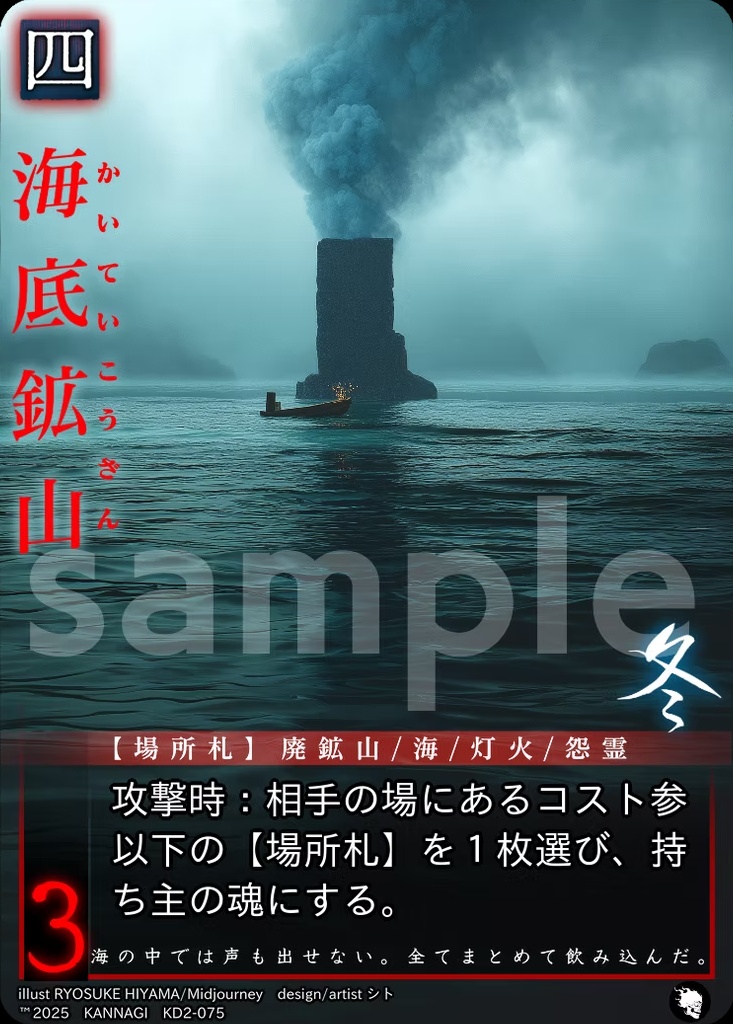 四
海底鉱山
かいていこうざん
sample
冬
【場所札】廃鉱山/海/灯火/怨霊
攻撃時：相手の場にあるコスト参
以下の【場所札】を１枚選び、持
ち主の魂にする。
3
海の中では声も出せない。全てまとめて飲み込んだ。
illust RYOSUKE HIYAMA/Midjourney design/artist シト
™2025 KANNAGI KD2-075